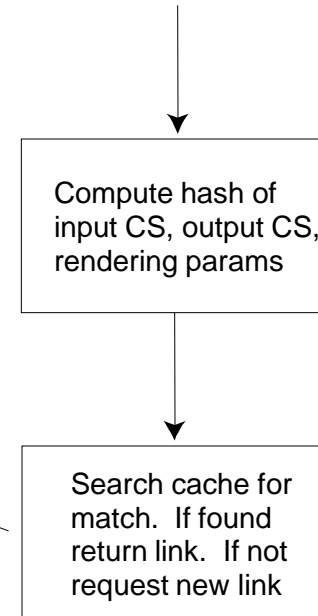 Compute hash of
input CS, output CS,
rendering params
Search cache for
match.  If found
return link.  If not
request new link